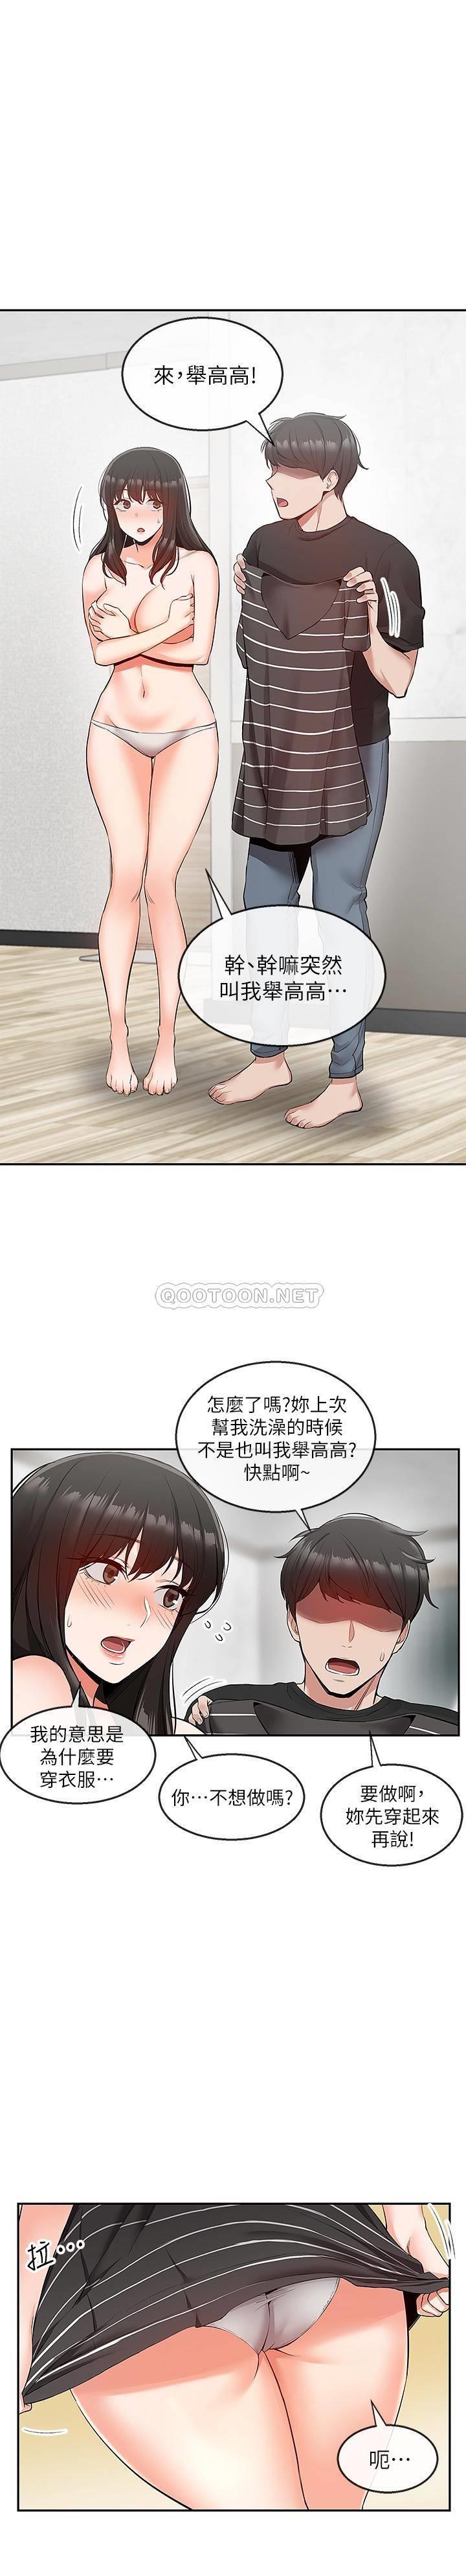 來,舉高高!
幹、幹嘛突然
叫我舉高高⋯
QOOTOON.NET
怎麼了嗎?妳上次
幫我洗澡的時候
不是也叫我舉高高?
快點啊~
我的意思是
為什麼要
穿衣服⋯
你⋯不想做嗎?
要做啊,
妳先穿起來
再說!
拉⋯
呃⋯